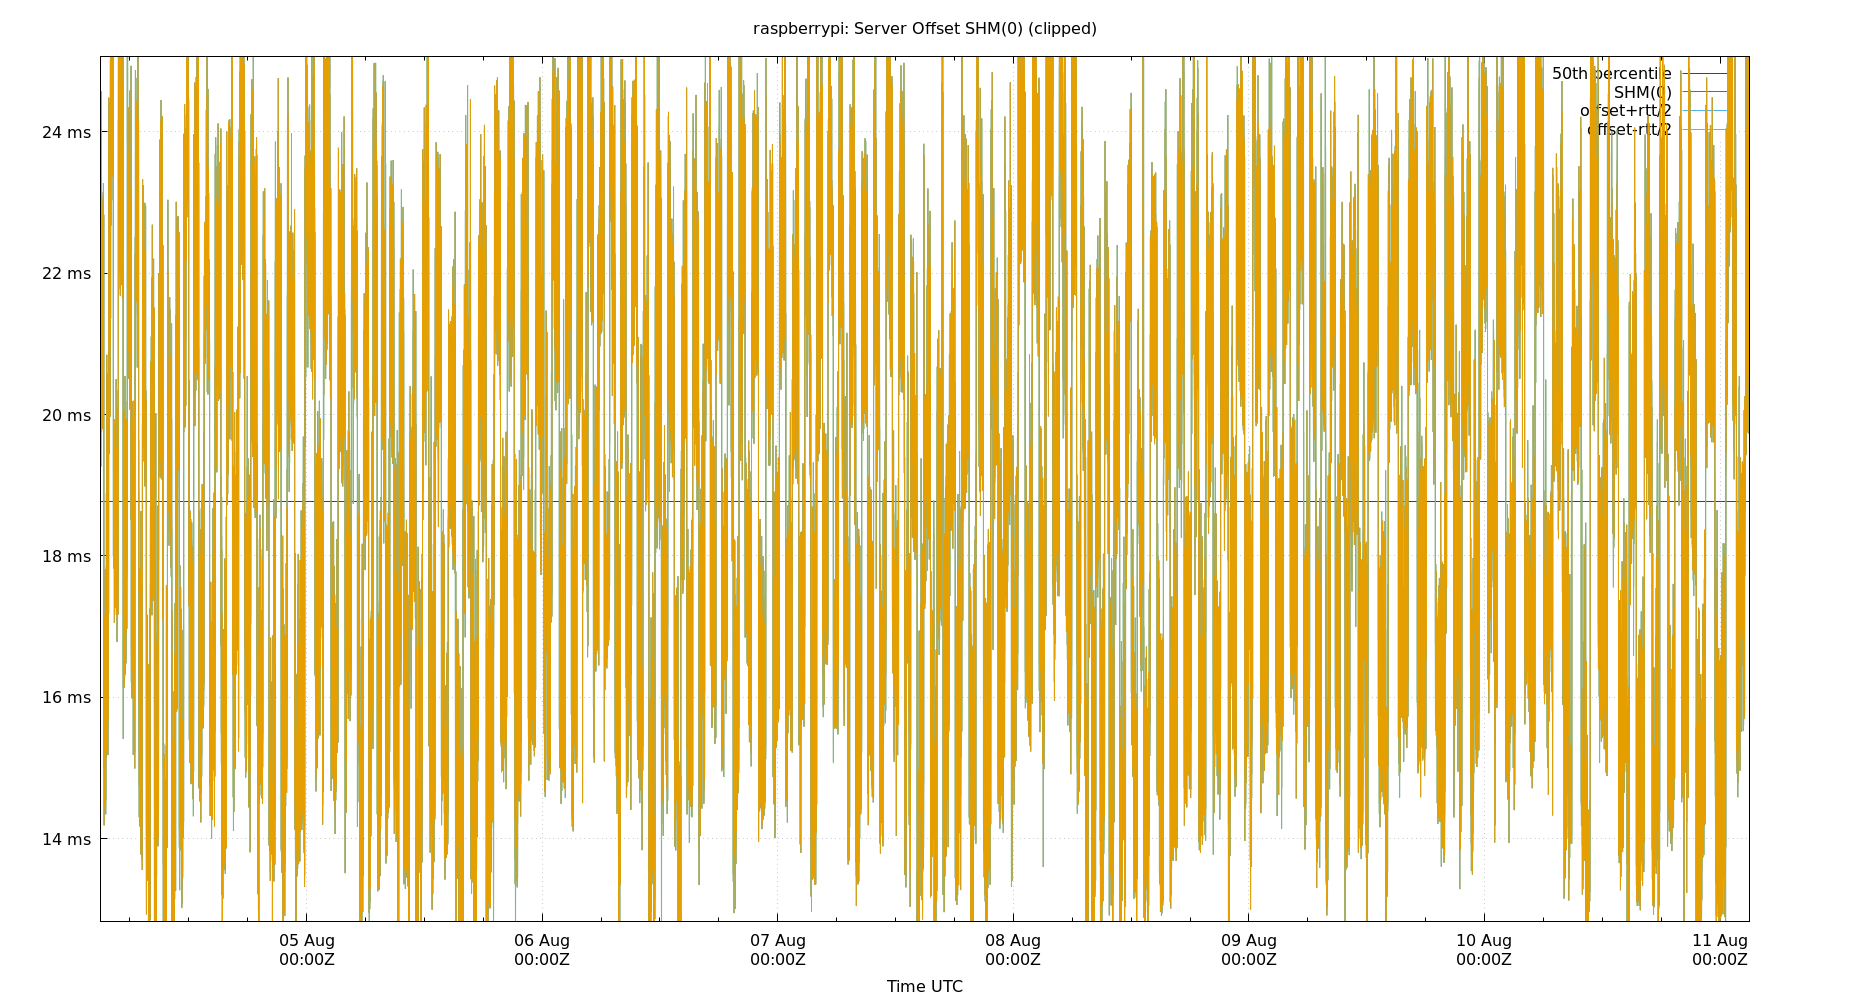 raspberrypi: Server Offset SHM(0) (clipped)
50th percentile
SHM(0)
offset+rtt/2
offset-rtt/2
24 ms
22 ms
20 ms
18 ms
16 ms
14 ms
05 Aug
00:00Z
06 Aug
00:00Z
07 Aug
00:00Z
08 Aug
00:00Z
09 Aug
00:00Z
10 Aug
00:00Z
11 Aug
00:00Z
Time UTC